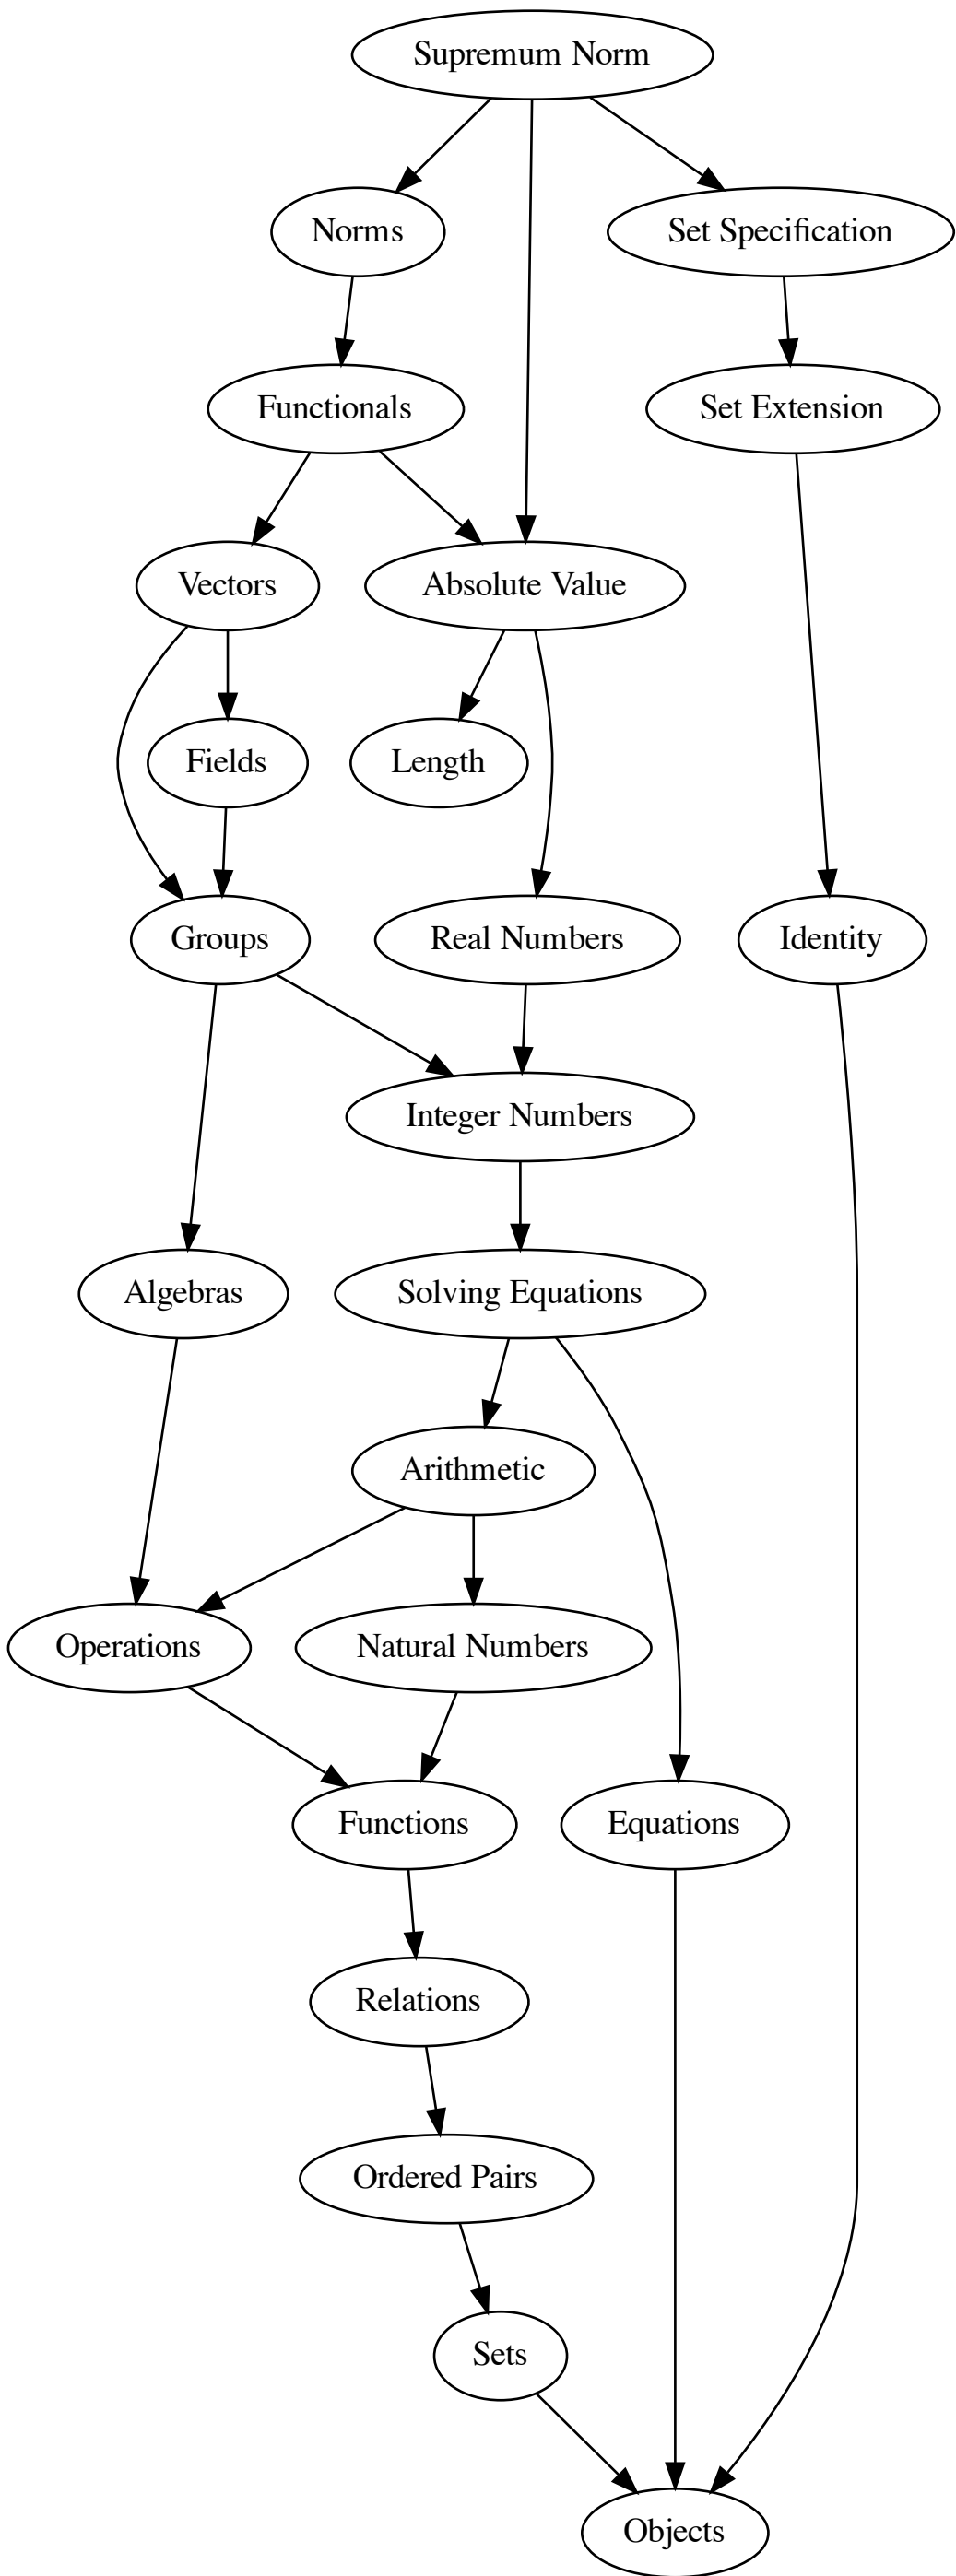 Supremum Norm
Norms
Set Specification
Functionals
Set Extension
Vectors
Absolute Value
Fields
Length
Groups
Real Numbers
Identity
Integer Numbers
Algebras
Solving Equations
Arithmetic
Operations
Natural Numbers
Functions
Equations
Relations
Ordered Pairs
Sets
Objects